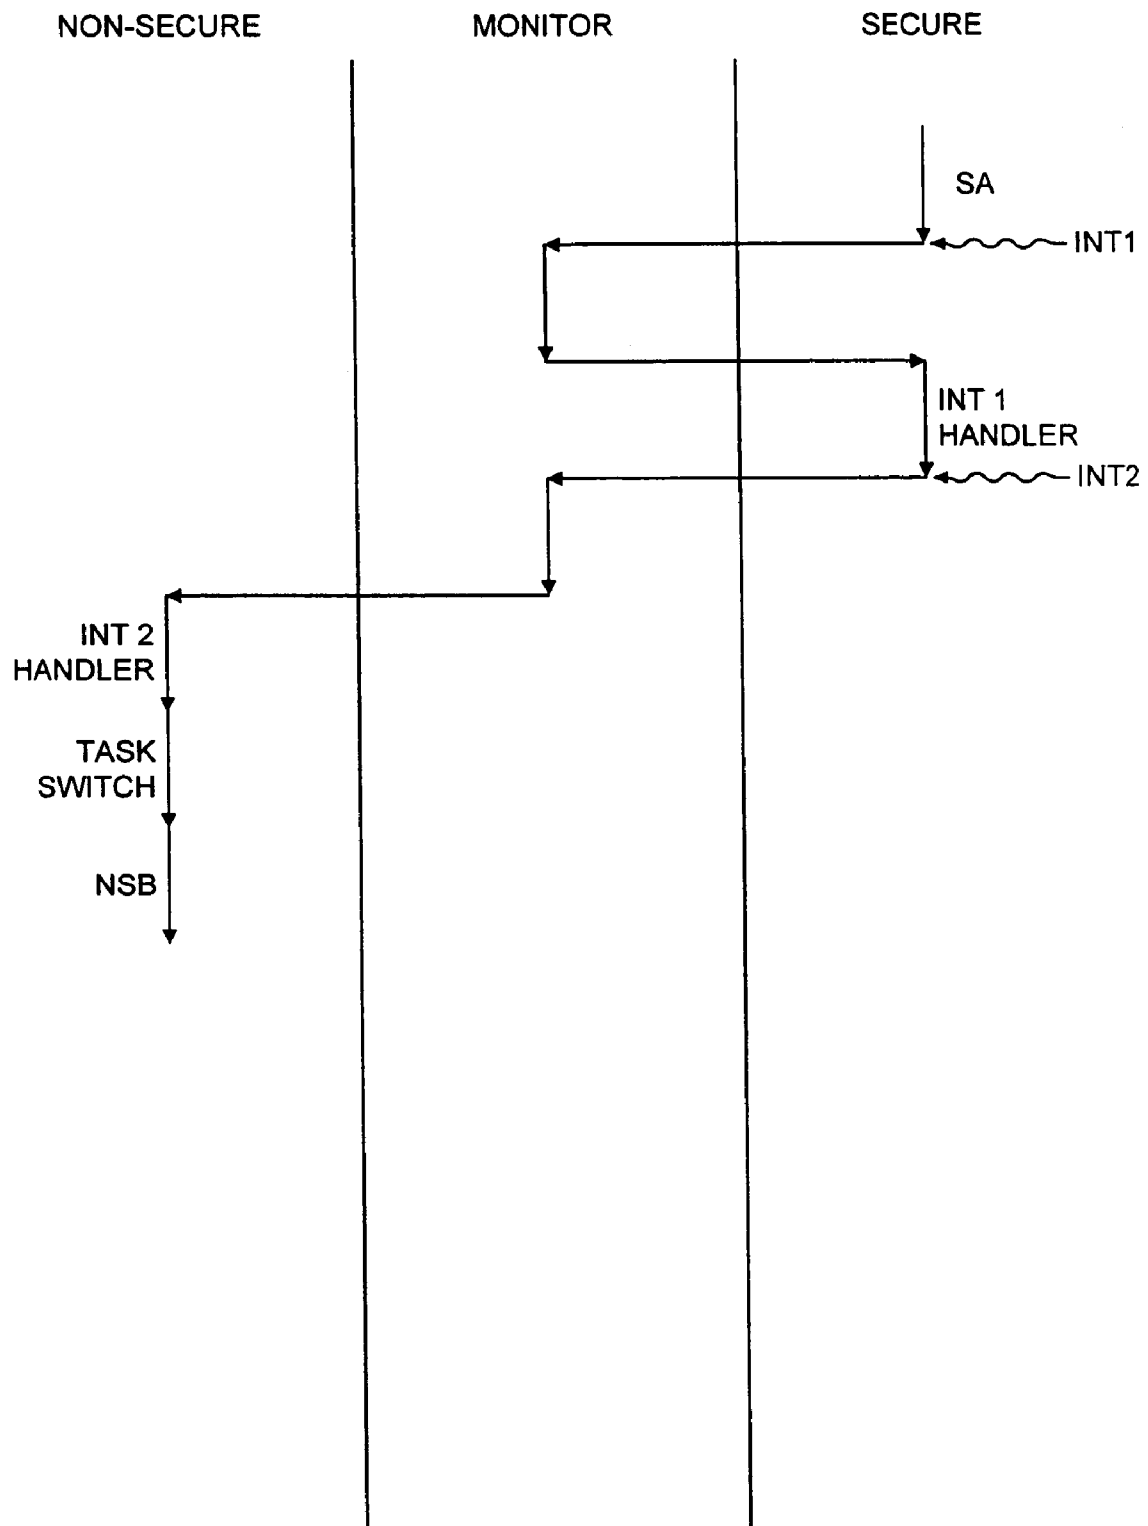 NON-SECURE
MONITOR
SECURE
SA
INT1
INT 1
HANDLER
INT2
INT 2
HANDLER
TASK
SWITCH
NSB